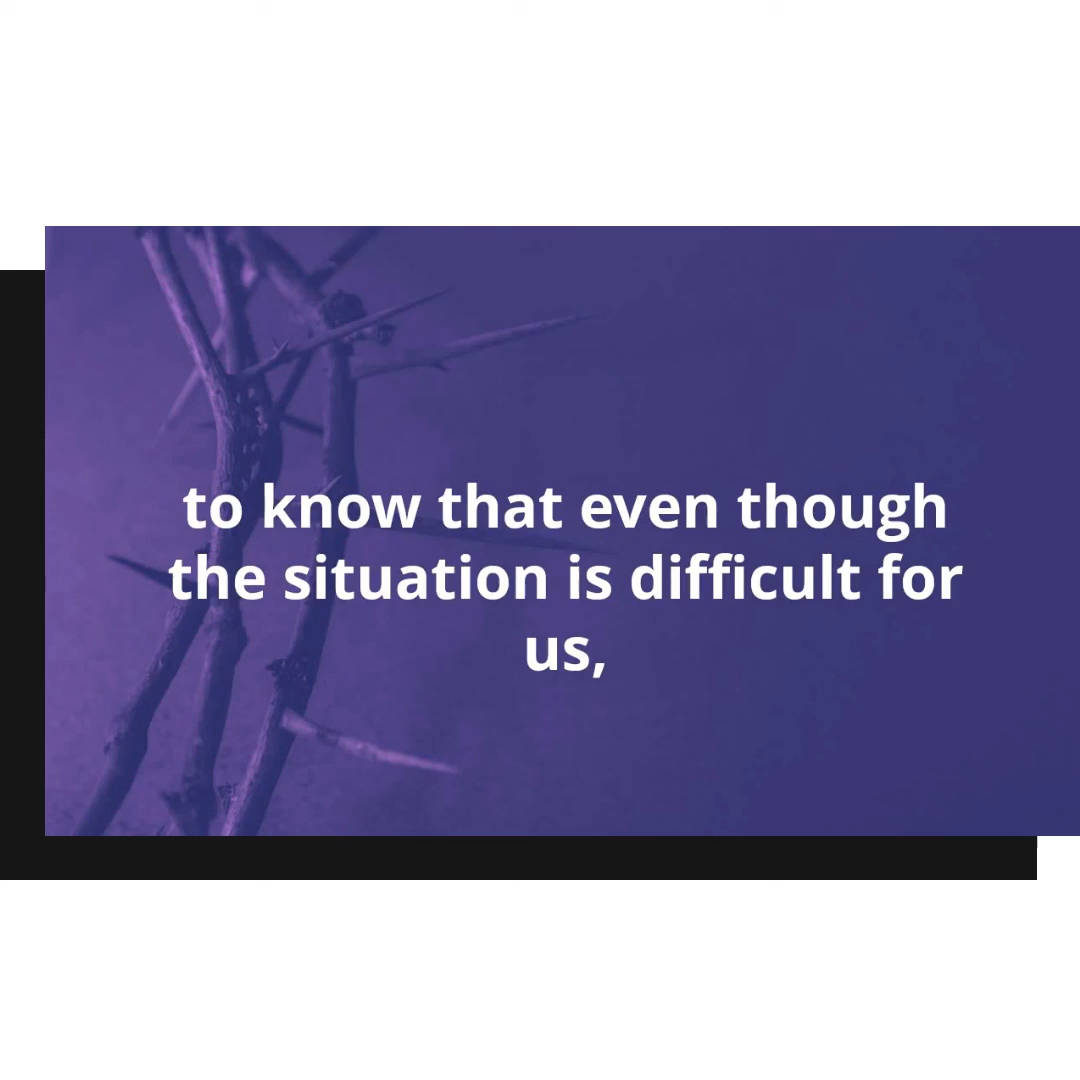 to know that even though
the situation is difficult for
us,